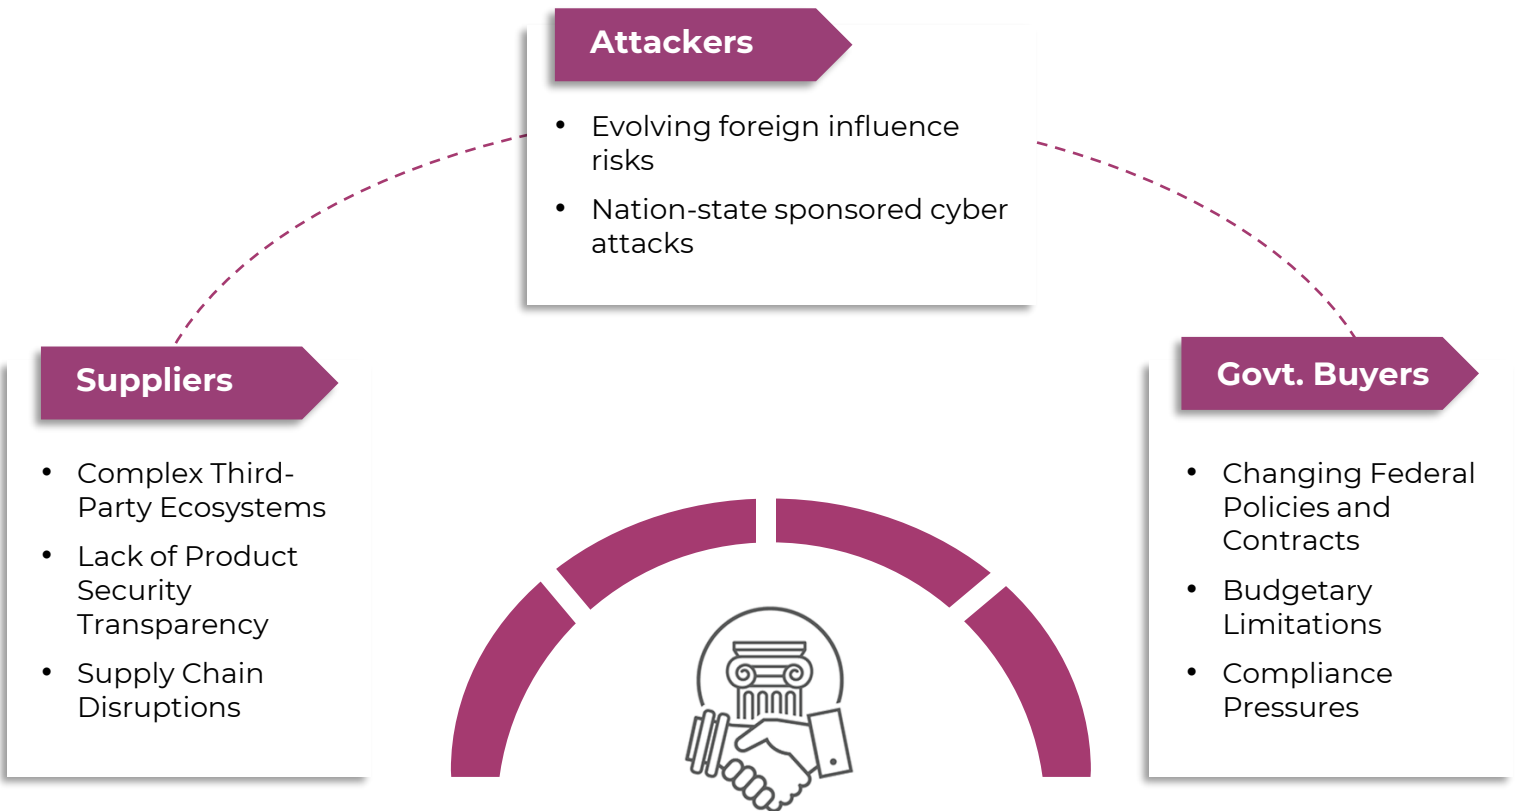 Attackers
• Evolving foreign influence
risks
• Nation-state sponsored cyber
attacks
Suppliers
• Complex Third-
Party Ecosystems
• Lack of Product
Security
Transparency
• Supply Chain
Disruptions
Govt. Buyers
• Changing Federal
Policies and
Contracts
• Budgetary
Limitations
• Compliance
Pressures